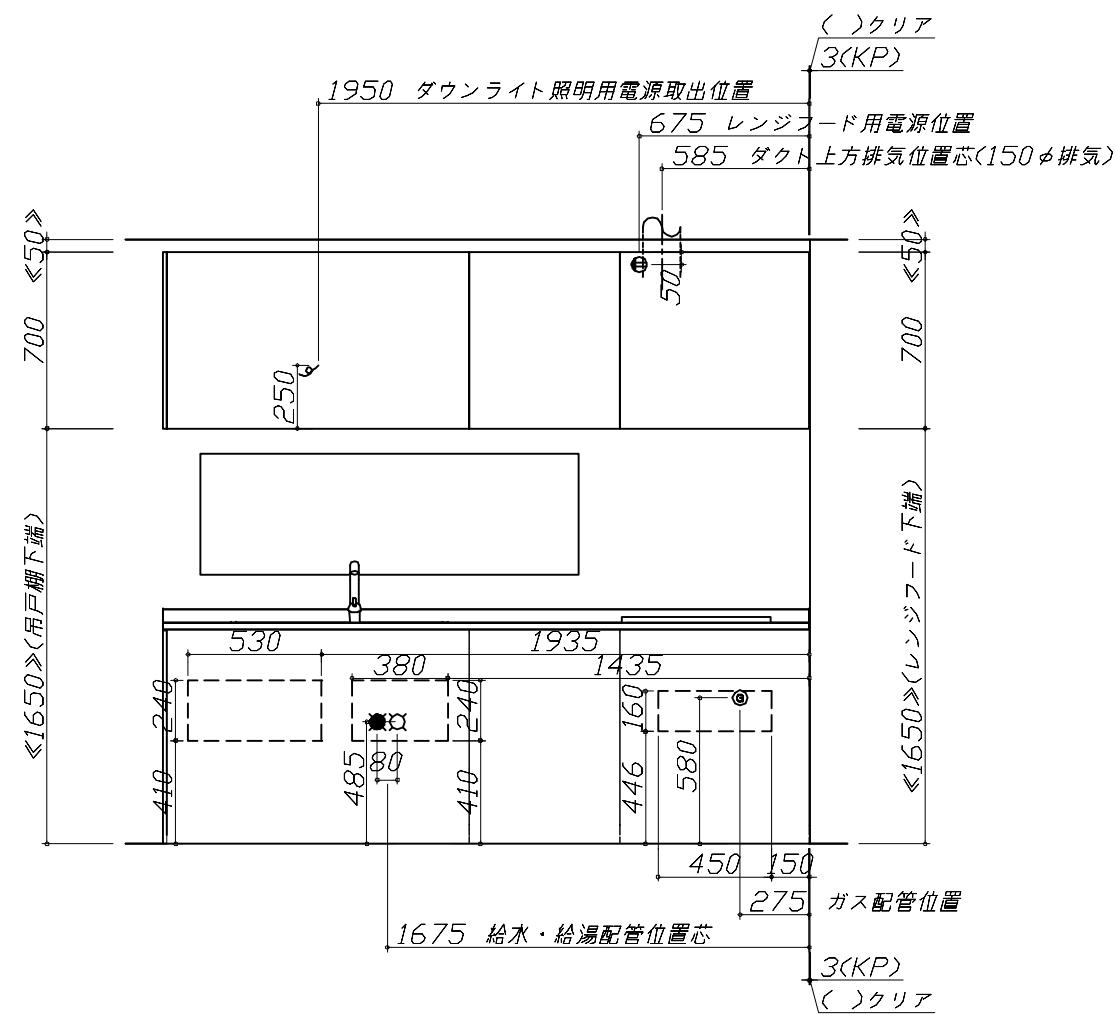 ( )クリア
3(KP)
1950 ダウンライト照明用電源取出位置
675 レンジフード用電源位置
585 ダクト上方排気位置芯(150φ排気)
≪50≫
≪50≫
50
700
700
250
≪1650≫(吊戸棚下端)
≪1650≫(レンジフード下端)
530
1935
380
1435
240
240
160
410
485
80
410
446
580
450
150
275 ガス配管位置
1675 給水・給湯配管位置芯
3(KP)
( )クリア